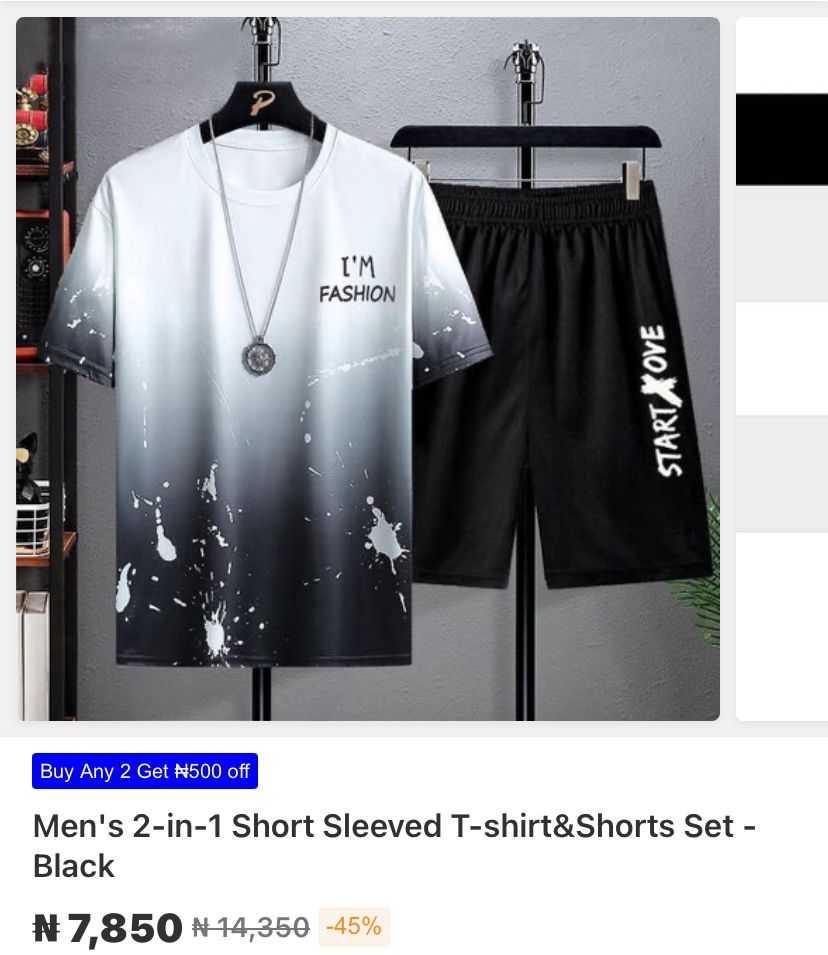 P
I'M
FASHION
START XOVE
Buy Any 2 Get ₦500 off
Men's 2-in-1 Short Sleeved T-shirt&Shorts Set -
Black
₦ 7,850 ₦ 14,350 -45%